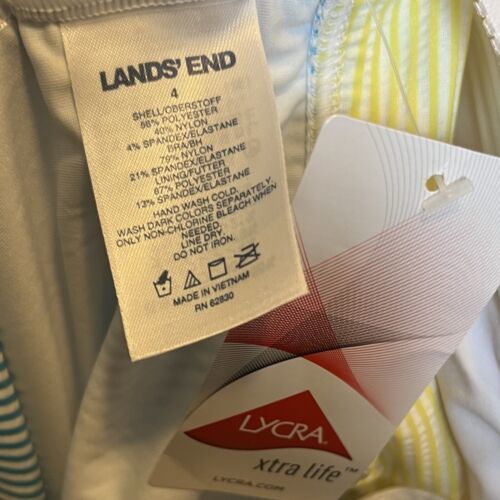 LANDS' END
4
SHELL/OBERSTOFF
56% POLYESTER
40% NYLON
4% SPANDEX/ELASTANE
BRA/BH
79% NYLON
21% SPANDEX/ELASTANE
LINING/FUTTER
87% POLYESTER
13% SPANDEX/ELASTANE
HAND WASH COLD.
WASH DARK COLORS SEPARATELY.
ONLY NON-CHLORINE BLEACH WHEN
NEEDED.
LINE DRY.
DO NOT IRON.
MADE IN VIETNAM
RN 62830
LYCRA®
xtra life™
LYCRA.COM